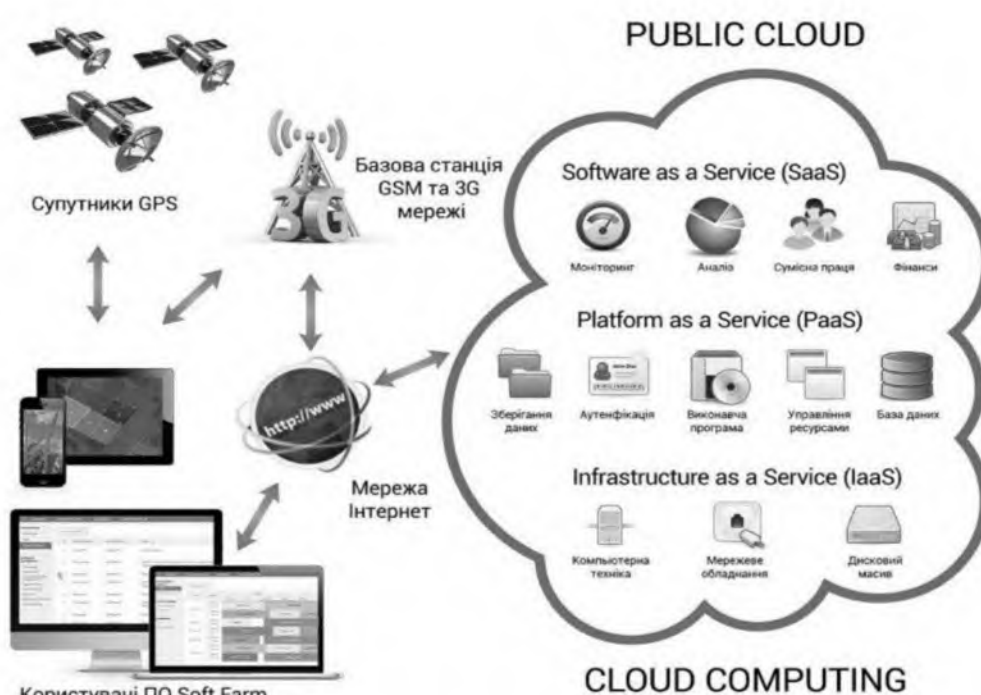 PUBLIC CLOUD
Супутники GPS
3G
Базова станція
GSM та 3G
мережі
Software as a Service (SaaS)
Моніторинг
Аналіз
Сумісна праця
Фінанси
Platform as a Service (PaaS)
Зберігання
даних
Аутенфікація
Виконавча
програма
Управління
ресурсами
База даних
http://www
Мережа
Інтернет
Infrastructure as a Service (IaaS)
Компьютерна
техніка
Мережеве
обладнання
Дисковий
масив
Користувачі ПО Soft Farm
CLOUD COMPUTING